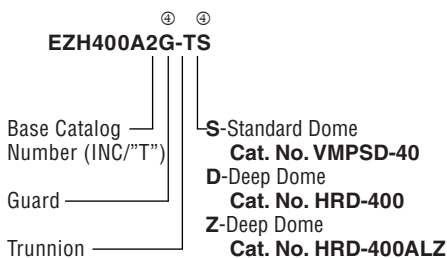 ④ ④
EZH400A2G-TS
Base Catalog
Number (INC/”T”)
Guard
Trunnion
S-Standard Dome
Cat. No. VMPSD-40
D-Deep Dome
Cat. No. HRD-400
Z-Deep Dome
Cat. No. HRD-400ALZ